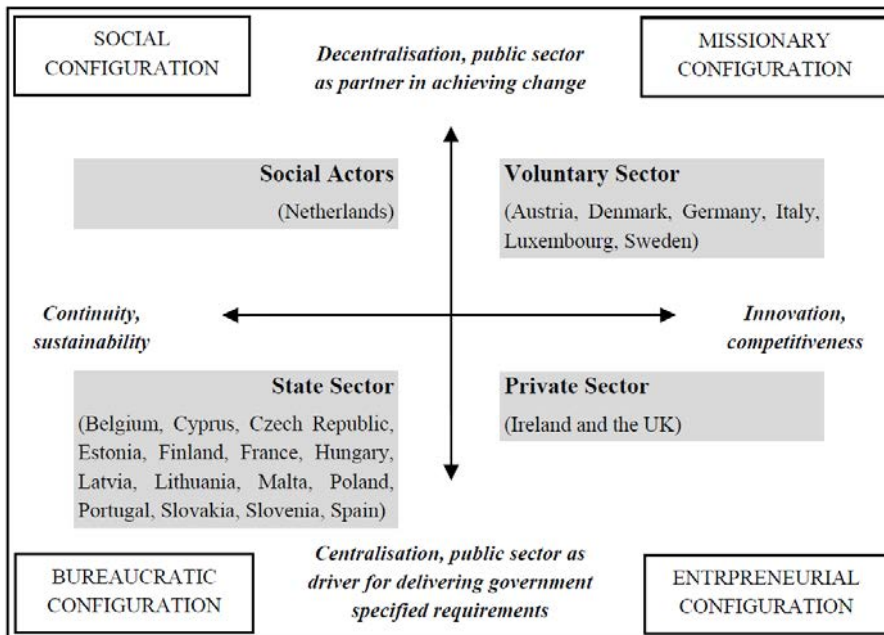 SOCIAL
CONFIGURATION
Decentralisation, public sector
as partner in achieving change
MISSIONARY
CONFIGURATION
Social Actors
(Netherlands)
Voluntary Sector
(Austria, Denmark, Germany, Italy,
Luxembourg, Sweden)
Continuity,
sustainability
Innovation,
competitiveness
State Sector
(Belgium, Cyprus, Czech Republic,
Estonia, Finland, France, Hungary,
Latvia, Lithuania, Malta, Poland,
Portugal, Slovakia, Slovenia, Spain)
Private Sector
(Ireland and the UK)
BUREAUCRATIC
CONFIGURATION
Centralisation, public sector as
driver for delivering government
specified requirements
ENTRPRENEURIAL
CONFIGURATION